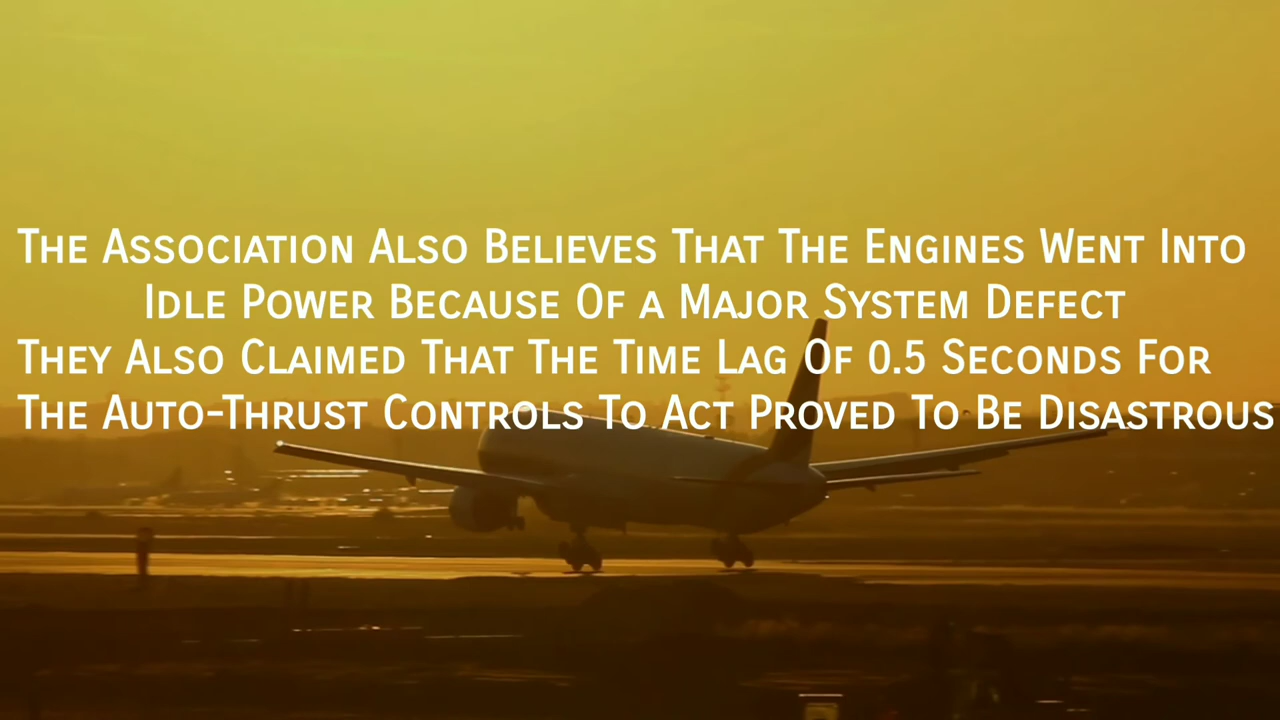 The Association Also Believes That The Engines Went Into
Idle Power Because Of a Major System Defect
They Also Claimed That The Time Lag Of 0.5 Seconds For
The Auto-Thrust Controls To Act Proved To Be Disastrous